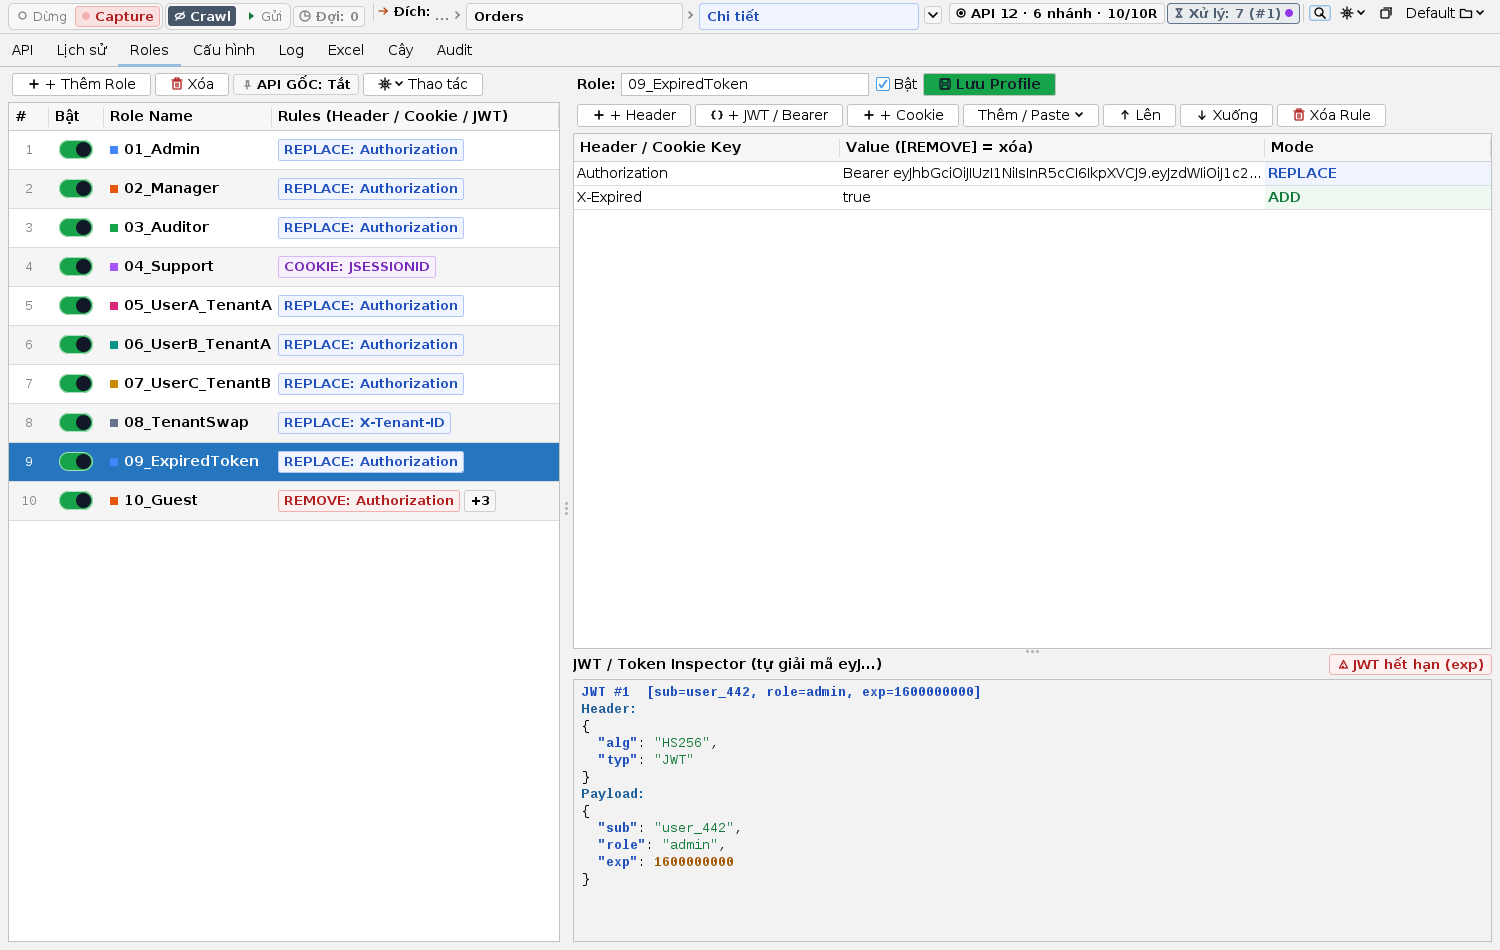 Dừng Capture Crawl Gửi Đợi: 0 Đích: ... Orders Chi tiết API 12 · 6 nhánh · 10/10R Xử lý: 7 (#1) Default
API Lịch sử Roles Cấu hình Log Excel Cây Audit
+ + Thêm Role Xóa API GỐC: Tắt Thao tác
# Bật Role Name Rules (Header / Cookie / JWT)
1 01_Admin REPLACE: Authorization
2 02_Manager REPLACE: Authorization
3 03_Auditor REPLACE: Authorization
4 04_Support COOKIE: JSESSIONID
5 05_UserA_TenantA REPLACE: Authorization
6 06_UserB_TenantA REPLACE: Authorization
7 07_UserC_TenantB REPLACE: Authorization
8 08_TenantSwap REPLACE: X-Tenant-ID
9 09_ExpiredToken REPLACE: Authorization
10 10_Guest REMOVE: Authorization +3
Role: 09_ExpiredToken Bật Lưu Profile
+ + Header {} + JWT / Bearer + + Cookie Thêm / Paste ↑ Lên ↓ Xuống Xóa Rule
Header / Cookie Key Value ([REMOVE] = xóa) Mode
Authorization Bearer eyJhbGciOiJIUzI1NiIsInR5cCI6IkpXVCJ9.eyJzdWIiOiJ1c2... REPLACE
X-Expired true ADD
JWT / Token Inspector (tự giải mã eyJ...) JWT hết hạn (exp)
JWT #1 [sub=user_442, role=admin, exp=1600000000]
Header:
{
"alg": "HS256",
"typ": "JWT"
}
Payload:
{
"sub": "user_442",
"role": "admin",
"exp": 1600000000
}